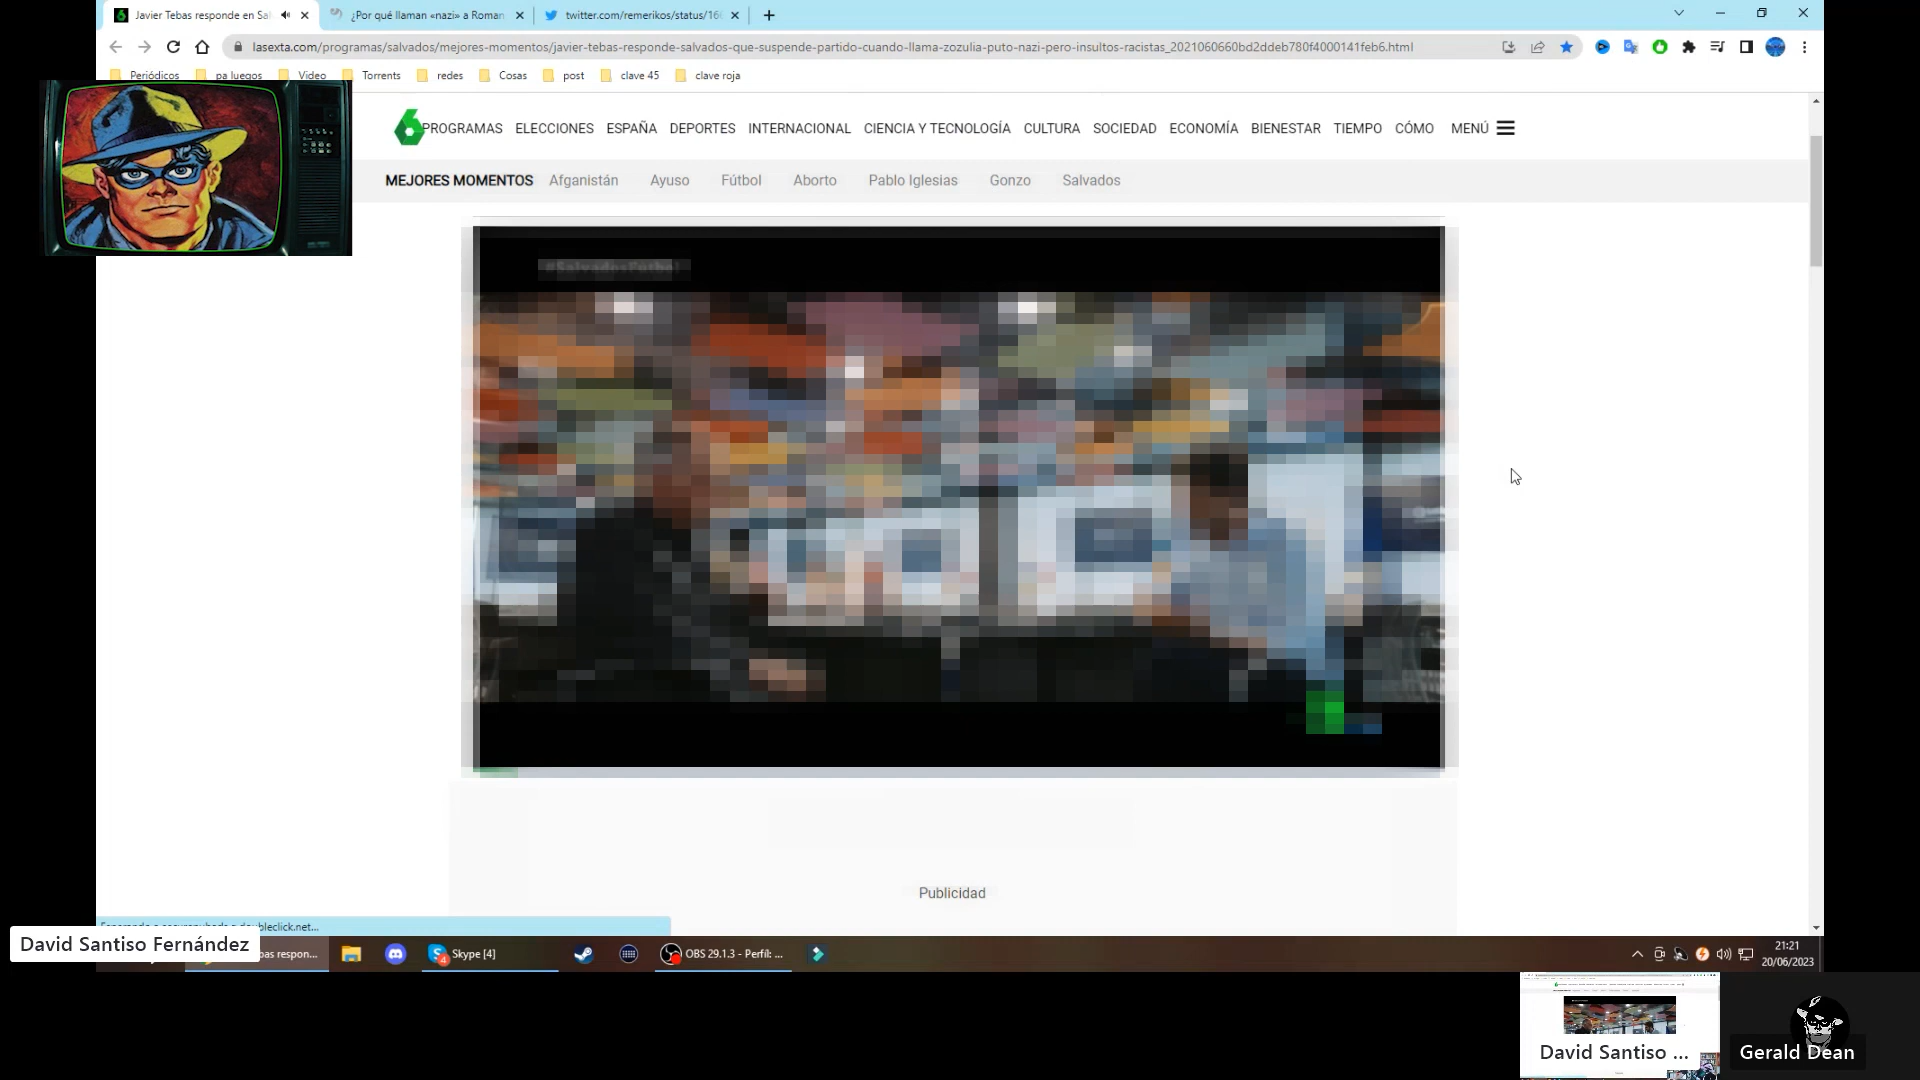 Javier Tebas responde en Sal
¿Por qué llaman «nazi» a Roman
twitter.com/remerikos/status/16
lasexta.com/programas/salvados/mejores-momentos/javier-tebas-responde-salvados-que-suspende-partido-cuando-llama-zozulia-puto-nazi-pero-insultos-racistas_2021060660bd2ddeb780f4000141feb6.html
Periódicos pa luegos Video Torrents redes Cosas post clave 45 clave roja
PROGRAMAS ELECCIONES ESPAÑA DEPORTES INTERNACIONAL CIENCIA Y TECNOLOGÍA CULTURA SOCIEDAD ECONOMÍA BIENESTAR TIEMPO CÓMO MENÚ
MEJORES MOMENTOS Afganistán Ayuso Fútbol Aborto Pablo Iglesias Gonzo Salvados
#SalvadosFútbol
Publicidad
David Santiso Fernández
bas respon...
Skype [4]
OBS 29.1.3 - Perfil: ...
21:21
20/06/2023
David Santiso ...
Gerald Dean